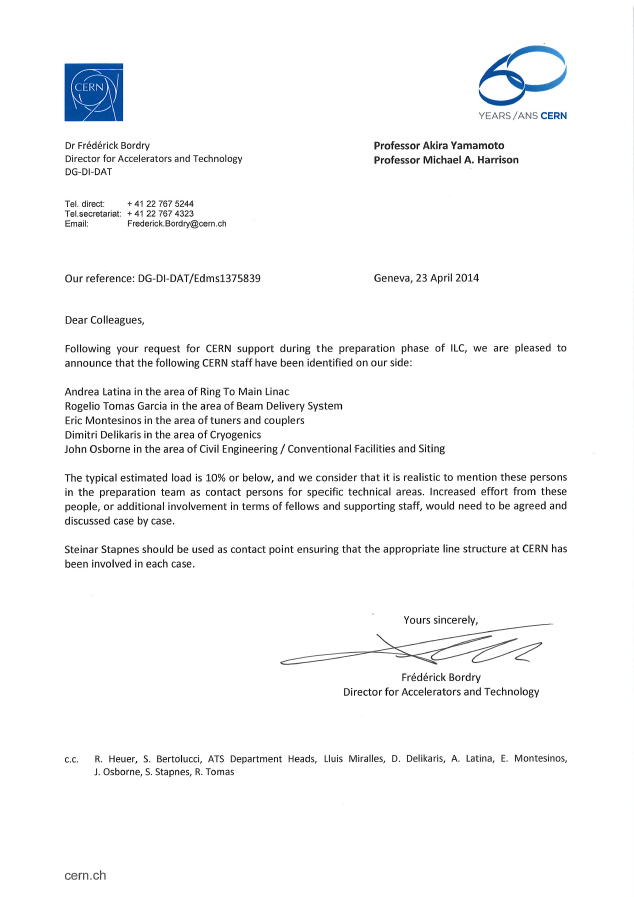 CERN
60
YEARS/ANS CERN
Dr Frédérick Bordry
Director for Accelerators and Technology
DG-DI-DAT
Professor Akira Yamamoto
Professor Michael A. Harrison
Tel. direct: + 41 22 767 5244
Tel.secretariat: + 41 22 767 4323
Email: Frederick.Bordry@cern.ch
Our reference: DG-DI-DAT/Edms1375839
Geneva, 23 April 2014
Dear Colleagues,
Following your request for CERN support during the preparation phase of ILC, we are pleased to
announce that the following CERN staff have been identified on our side:
Andrea Latina in the area of Ring To Main Linac
Rogelio Tomas Garcia in the area of Beam Delivery System
Eric Montesinos in the area of tuners and couplers
Dimitri Delikaris in the area of Cryogenics
John Osborne in the area of Civil Engineering / Conventional Facilities and Siting
The typical estimated load is 10% or below, and we consider that it is realistic to mention these persons
in the preparation team as contact persons for specific technical areas. Increased effort from these
people, or additional involvement in terms of fellows and supporting staff, would need to be agreed and
discussed case by case.
Steinar Stapnes should be used as contact point ensuring that the appropriate line structure at CERN has
been involved in each case.
Yours sincerely,
Frédérick Bordry
Director for Accelerators and Technology
c.c. R. Heuer, S. Bertolucci, ATS Department Heads, Lluis Miralles, D. Delikaris, A. Latina, E. Montesinos,
J. Osborne, S. Stapnes, R. Tomas
cern.ch